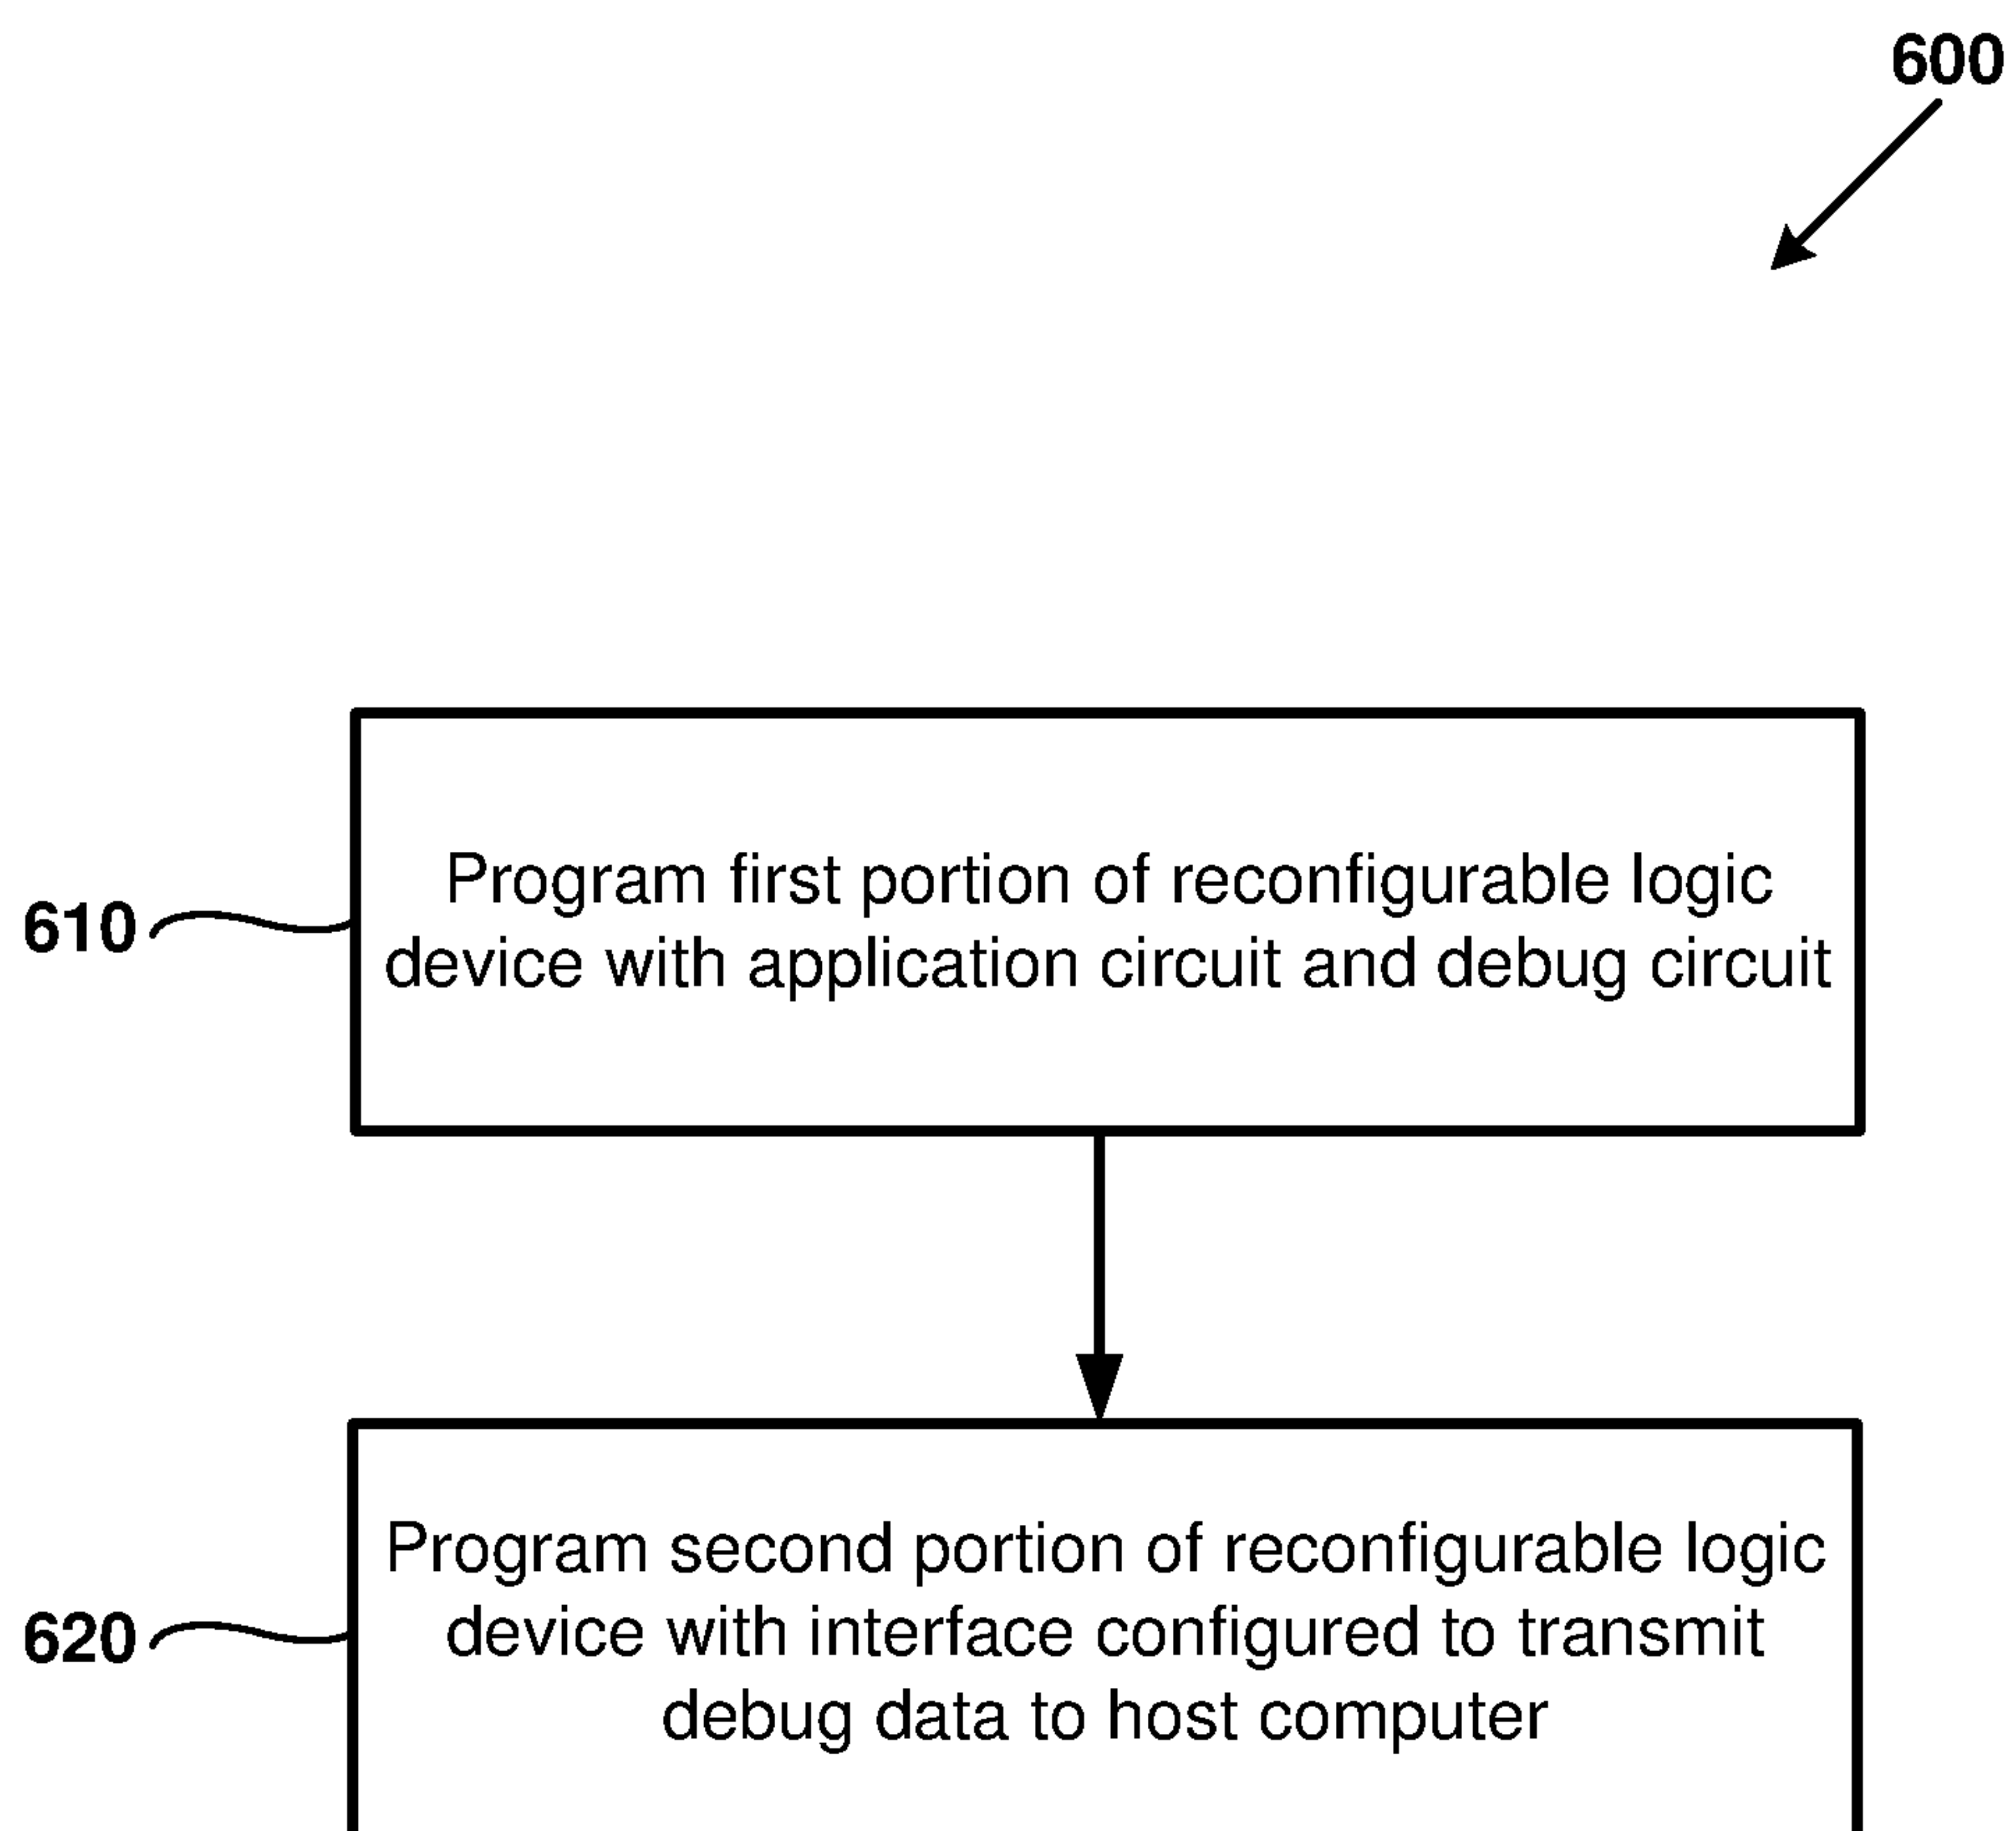 600
610
Program first portion of reconfigurable logic
device with application circuit and debug circuit
620
Program second portion of reconfigurable logic
device with interface configured to transmit
debug data to host computer